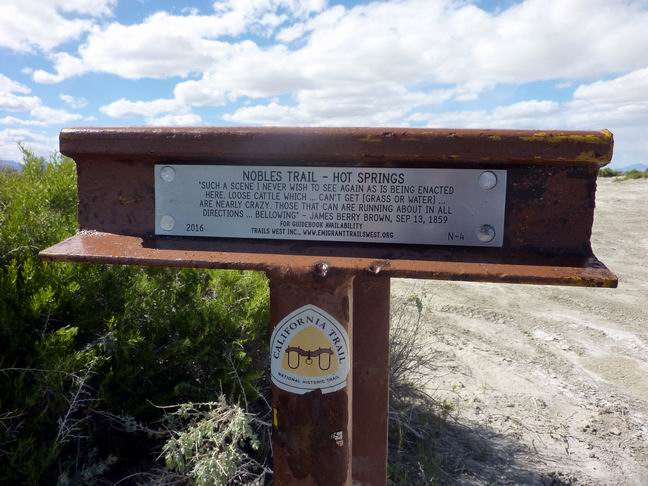 NOBLES TRAIL - HOT SPRINGS
"SUCH A SCENE I NEVER WISH TO SEE AGAIN AS IS BEING ENACTED
HERE. LOOSE CATTLE WHICH ... CAN'T GET [GRASS OR WATER] ...
ARE NEARLY CRAZY. THOSE THAT CAN ARE RUNNING ABOUT IN ALL
DIRECTIONS ... BELLOWING" - JAMES BERRY BROWN, SEP 13, 1859
FOR GUIDEBOOK AVAILABILITY
2016 TRAILS WEST INC., WWW.EMIGRANTTRAILSWEST.ORG N-4
CALIFORNIA TRAIL
NATIONAL HISTORIC TRAIL